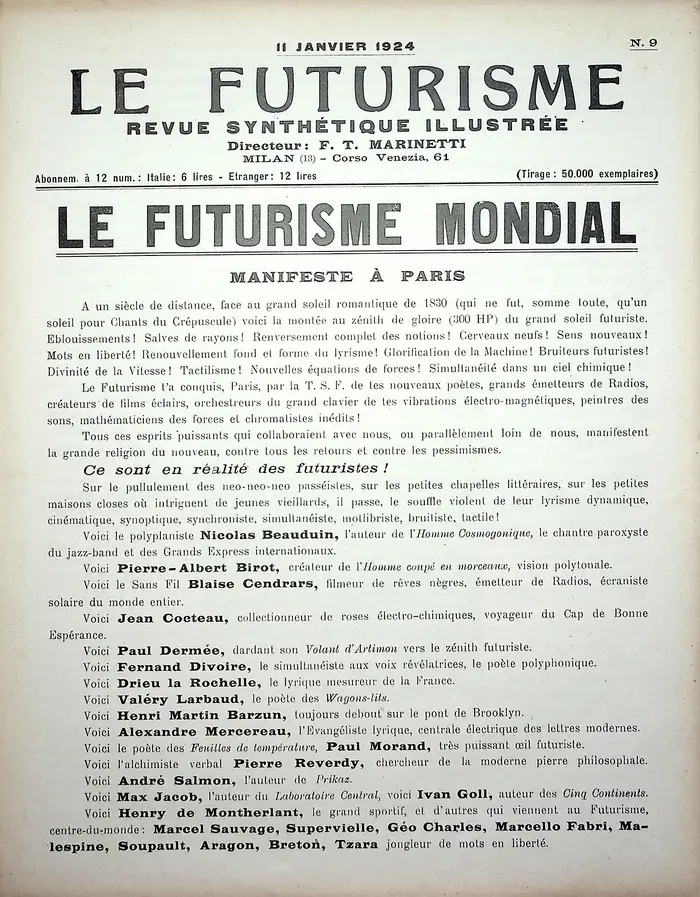 11 JANVIER 1924
N. 9
LE FUTURISME
REVUE SYNTHÉTIQUE ILLUSTRÉE
Directeur: F. T. MARINETTI
MILAN (13) - Corso Venezia, 61
Abonnem. à 12 num.: Italie: 6 lires - Etranger: 12 lires
(Tirage: 50.000 exemplaires)
LE FUTURISME MONDIAL
MANIFESTE À PARIS
A un siècle de distance, face au grand soleil romantique de 1830 (qui ne fut, somme toute, qu'un
soleil pour Chants du Crépuscule) voici la montée au zénith de gloire (300 HP) du grand soleil futuriste.
Eblouissements! Salves de rayons! Renversement complet des notions! Cerveaux neufs! Sens nouveaux!
Mots en liberté! Renouvellement fond et forme du lyrisme! Glorification de la Machine! Bruiteurs futuristes!
Divinité de la Vitesse! Tactilisme! Nouvelles équations de forces! Simultanéité dans un ciel chimique!
Le Futurisme t'a conquis, Paris, par la T. S. F. de tes nouveaux poètes, grands émetteurs de Radios,
créateurs de films éclairs, orchestreurs du grand clavier de tes vibrations électro-magnétiques, peintres des
sons, mathématiciens des forces et chromatistes inédits!
Tous ces esprits puissants qui collaboraient avec nous, ou parallèlement loin de nous, manifestent
la grande religion du nouveau, contre tous les retours et contre les pessimismes.
Ce sont en réalité des futuristes!
Sur le pullulement des neo-neo-neo passéistes, sur les petites chapelles littéraires, sur les petites
maisons closes où intriguent de jeunes vieillards, il passe, le souffle violent de leur lyrisme dynamique,
cinématique, synoptique, synchroniste, simultanéiste, motlibriste, bruitiste, tactile!
Voici le polyplaniste Nicolas Beauduin, l'auteur de l'Homme Cosmogonique, le chantre paroxyste
du jazz-band et des Grands Express internationaux.
Voici Pierre-Albert Birot, créateur de l'Homme coupé en morceaux, vision polytonale.
Voici le Sans Fil Blaise Cendrars, filmeur de rêves nègres, émetteur de Radios, écraniste
solaire du monde entier.
Voici Jean Cocteau, collectionneur de roses électro-chimiques, voyageur du Cap de Bonne
Espérance.
Voici Paul Dermée, dardant son Volant d'Artimon vers le zénith futuriste.
Voici Fernand Divoire, le simultanéiste aux voix révélatrices, le poète polyphonique.
Voici Drieu la Rochelle, le lyrique mesureur de la France.
Voici Valéry Larbaud, le poète des Wagons-lits.
Voici Henri Martin Barzun, toujours debout sur le pont de Brooklyn.
Voici Alexandre Mercereau, l'Evangéliste lyrique, centrale électrique des lettres modernes.
Voici le poète des Feuilles de température, Paul Morand, très puissant œil futuriste.
Voici l'alchimiste verbal Pierre Reverdy, chercheur de la moderne pierre philosophale.
Voici André Salmon, l'auteur de Prikaz.
Voici Max Jacob, l'auteur du Laboratoire Central, voici Ivan Goll, auteur des Cinq Continents.
Voici Henry de Montherlant, le grand sportif, et d'autres qui viennent au Futurisme,
centre-du-monde: Marcel Sauvage, Supervielle, Géo Charles, Marcello Fabri, Ma-
lespine, Soupault, Aragon, Breton, Tzara jongleur de mots en liberté.